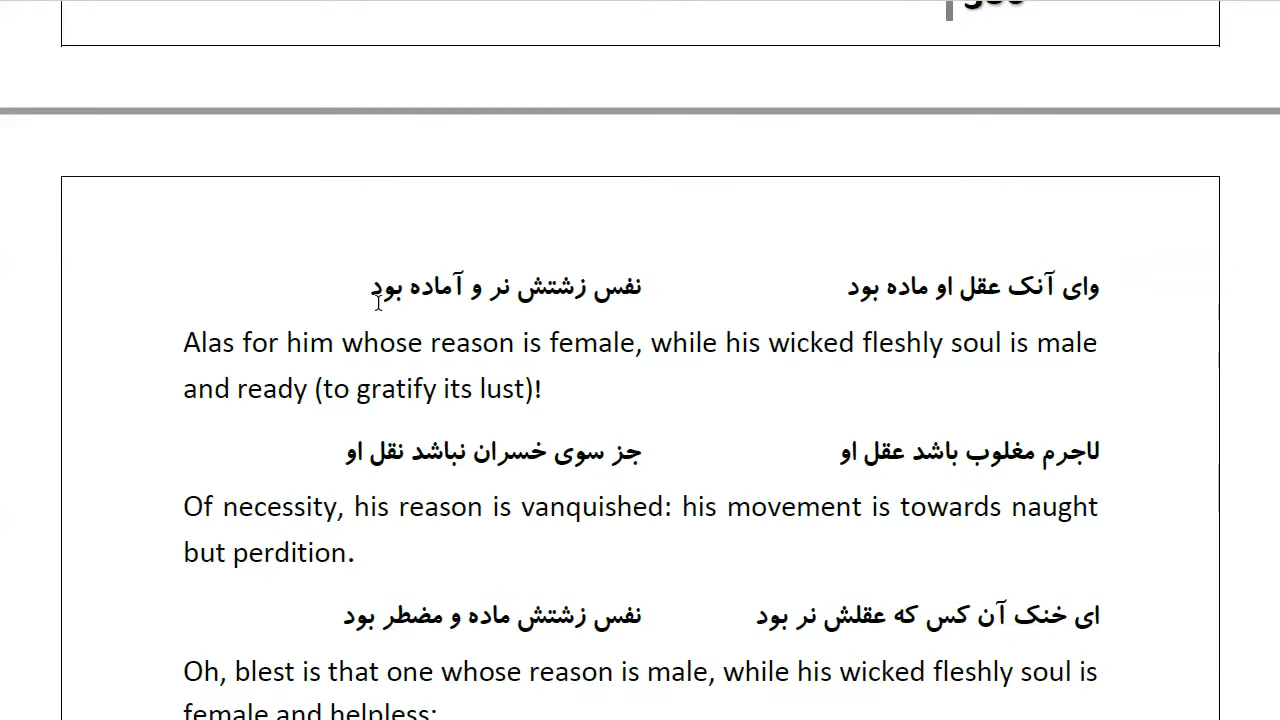 وای آنک عقل او ماده بود نفس زشتش نر و آماده بود
Alas for him whose reason is female, while his wicked fleshly soul is male
and ready (to gratify its lust)!
لاجرم مغلوب باشد عقل او جز سوی خسران نباشد نقل او
Of necessity, his reason is vanquished: his movement is towards naught
but perdition.
ای خنک آن کس که عقلش نر بود نفس زشتش ماده و مضطر بود
Oh, blest is that one whose reason is male, while his wicked fleshly soul is
female and helpless;